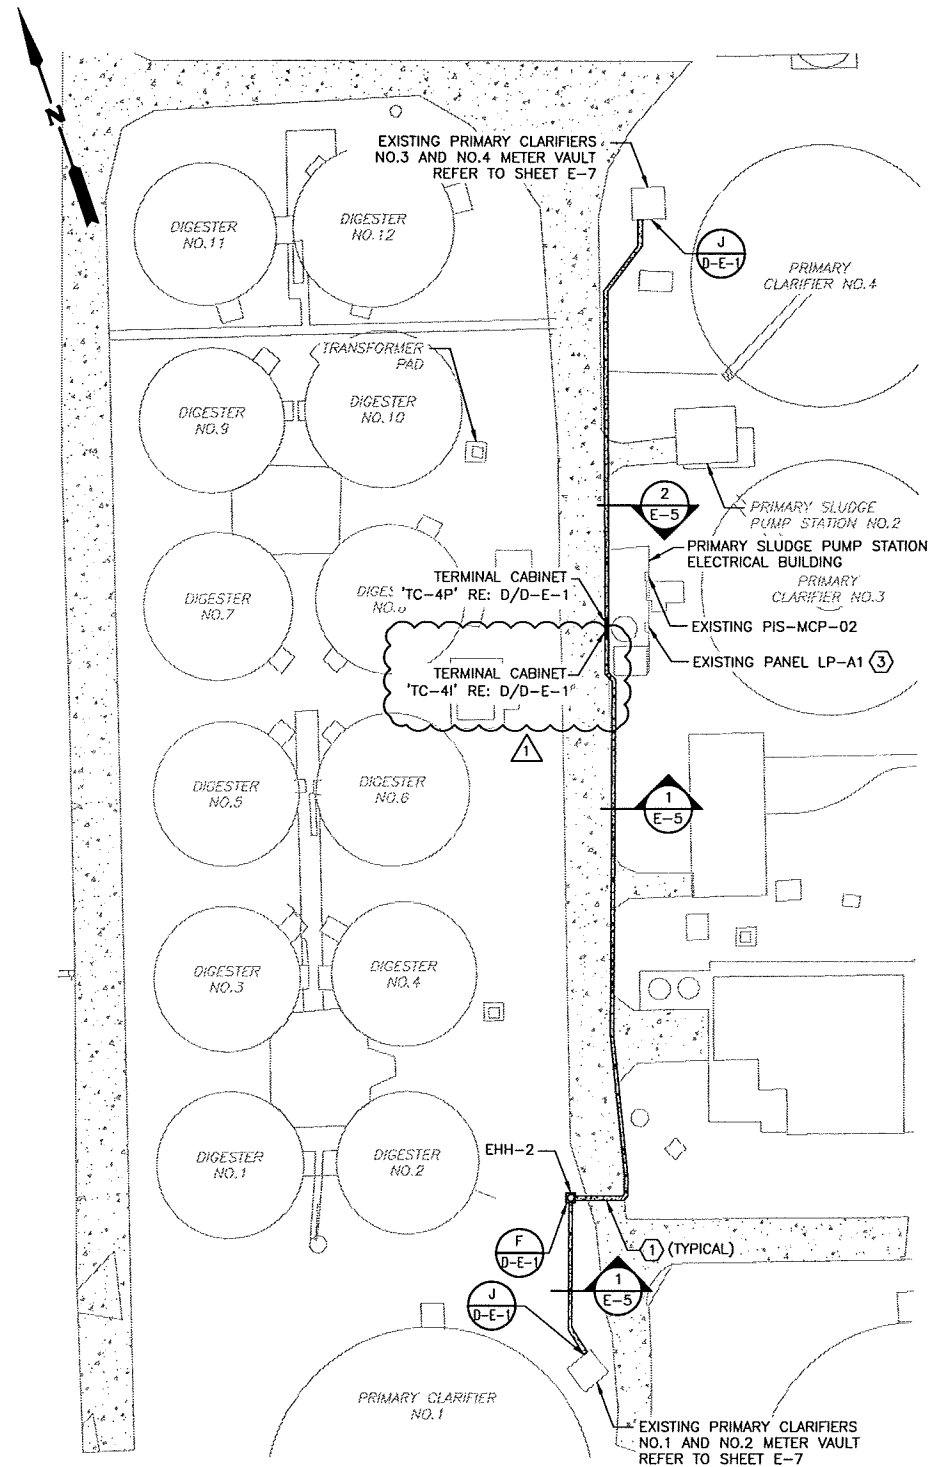 N
EXISTING PRIMARY CLARIFIERS
NO.3 AND NO.4 METER VAULT
REFER TO SHEET E-7
DIGESTER
NO.11
DIGESTER
NO.12
J
D-E-1
PRIMARY
CLARIFIER NO.4
TRANSFORMER
PAD
DIGESTER
NO.9
DIGESTER
NO.10
2
E-5
PRIMARY SLUDGE
PUMP STATION NO.2
PRIMARY SLUDGE PUMP STATION
ELECTRICAL BUILDING
PRIMARY
CLARIFIER NO.3
TERMINAL CABINET
'TC-4P' RE: D/D-E-1
DIGESTER
NO.7
EXISTING PIS-MCP-02
EXISTING PANEL LP-A1 3
TERMINAL CABINET
'TC-4I' RE: D/D-E-1
1
DIGESTER
NO.5
DIGESTER
NO.6
1
E-5
DIGESTER
NO.3
DIGESTER
NO.4
EHH-2
DIGESTER
NO.1
DIGESTER
NO.2
F
D-E-1
1 (TYPICAL)
1
E-5
J
D-E-1
PRIMARY CLARIFIER
NO.1
EXISTING PRIMARY CLARIFIERS
NO.1 AND NO.2 METER VAULT
REFER TO SHEET E-7